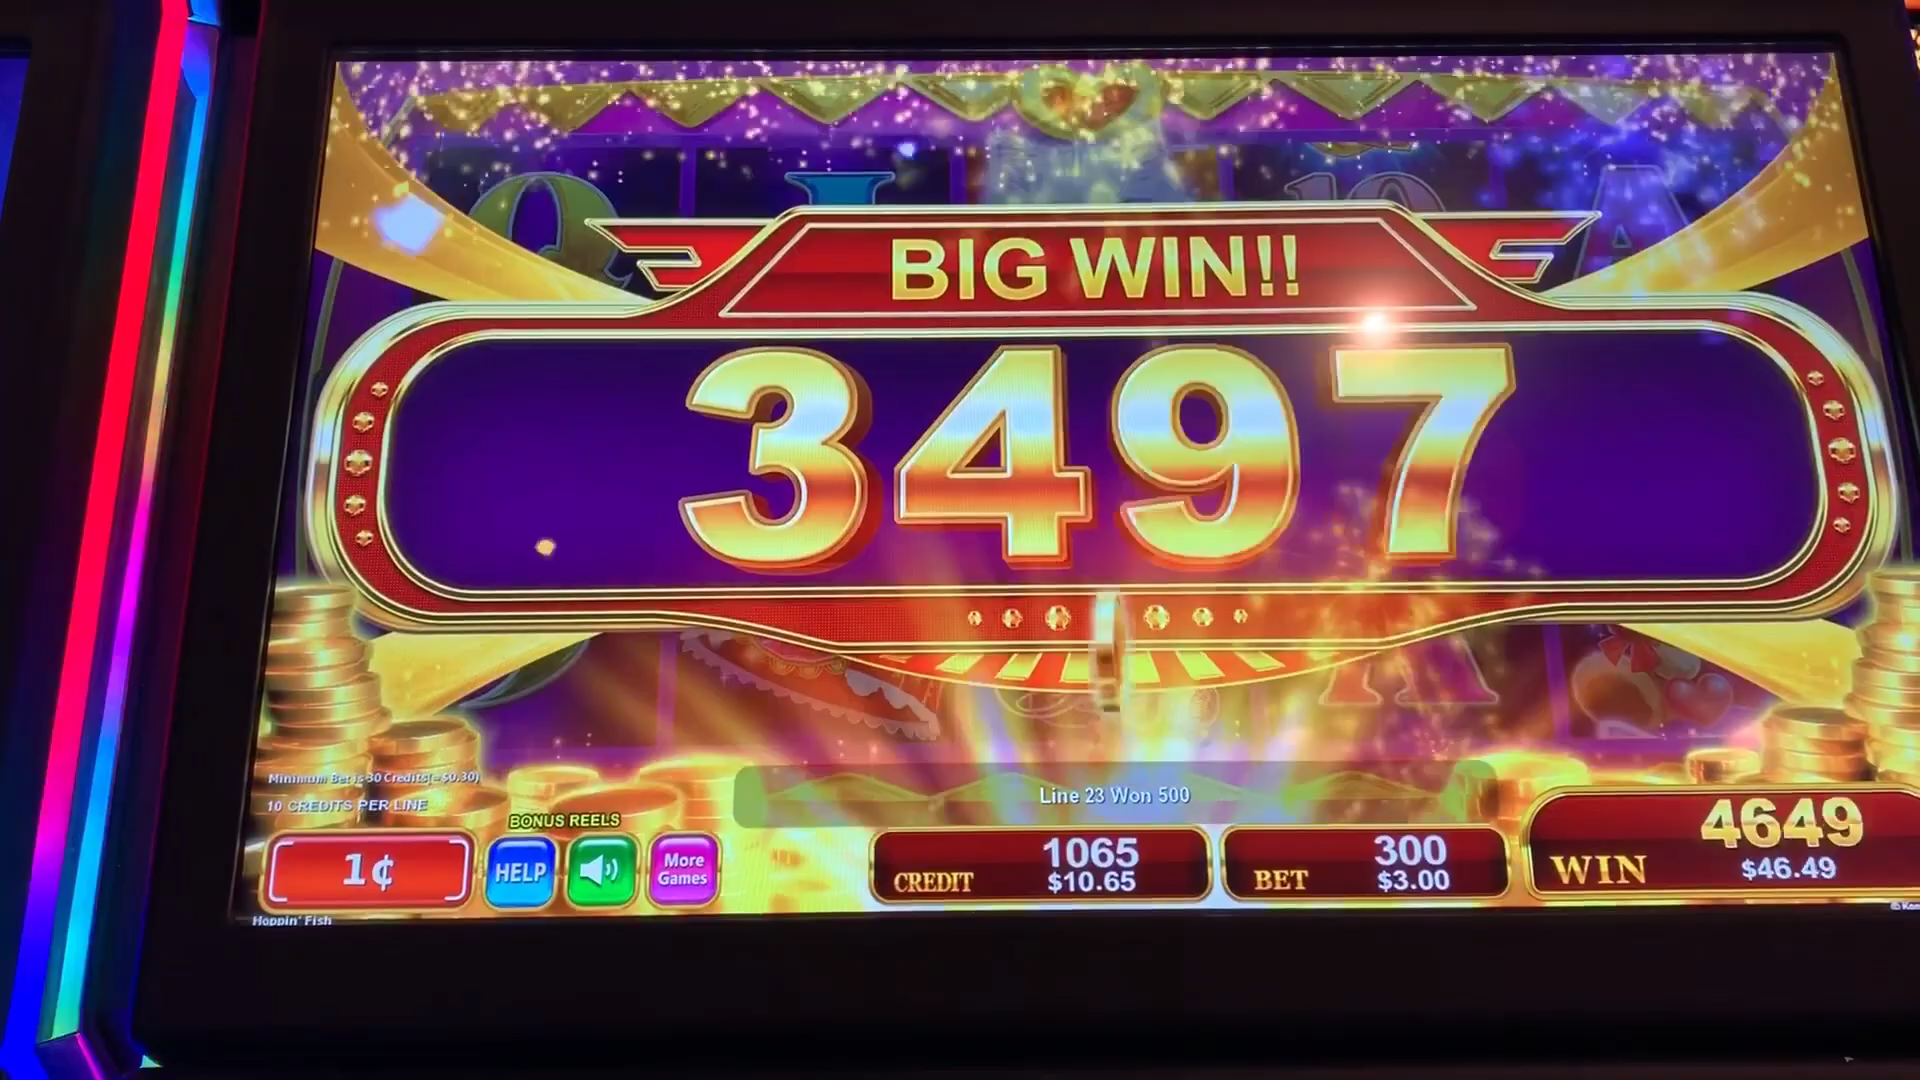 Q 10 A
BIG WIN!!
3497
Minimum Bet is 30 Credits(=$0.30)
10 CREDITS PER LINE
Line 23 Won 500
BONUS REELS
1¢
HELP
More
Games
CREDIT
1065
$10.65
BET
300
$3.00
WIN
4649
$46.49
Hoppin' Fish